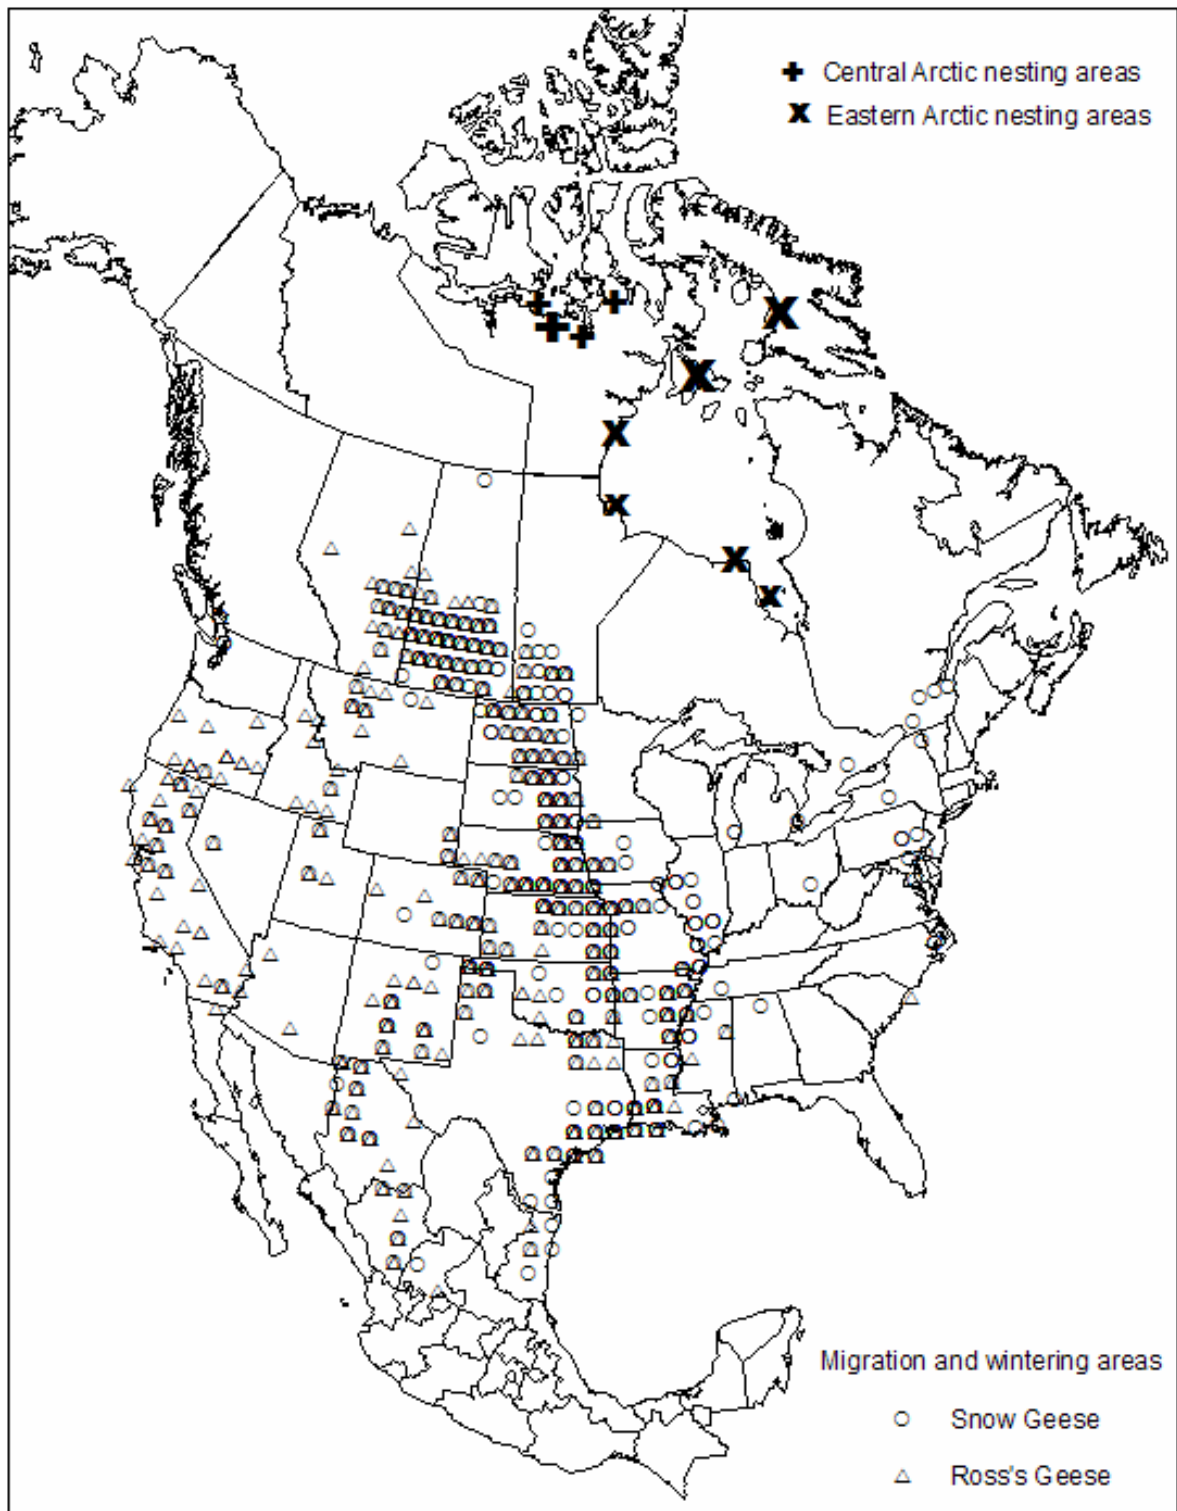 Central Arctic nesting areas
Eastern Arctic nesting areas
Migration and wintering areas
Snow Geese
Ross's Geese